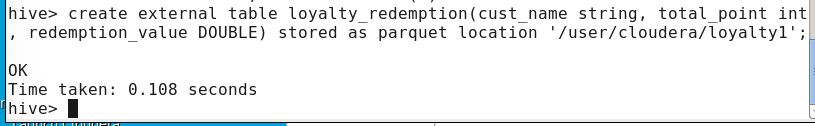 hive> create external table loyalty_redemption(cust_name string, total_point int
, redemption_value DOUBLE) stored as parquet location '/user/cloudera/loyalty1';
OK
Time taken: 0.108 seconds
hive>